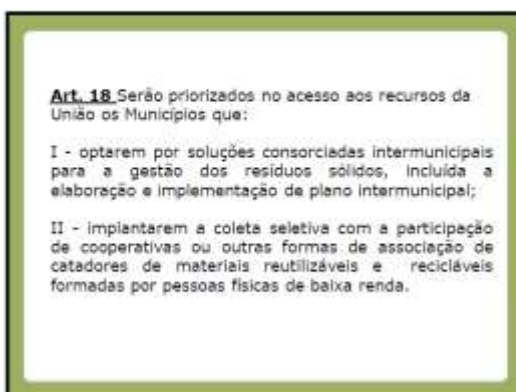 Art. 18 Serão priorizados no acesso aos recursos da
União os Municípios que:
I - optarem por soluções consorciadas intermunicipais
para a gestão dos resíduos sólidos, incluída a
elaboração e implementação de plano intermunicipal;
II - implantarem a coleta seletiva com a participação
de cooperativas ou outras formas de associação de
catadores de materiais reutilizáveis e recicláveis
formadas por pessoas físicas de baixa renda.